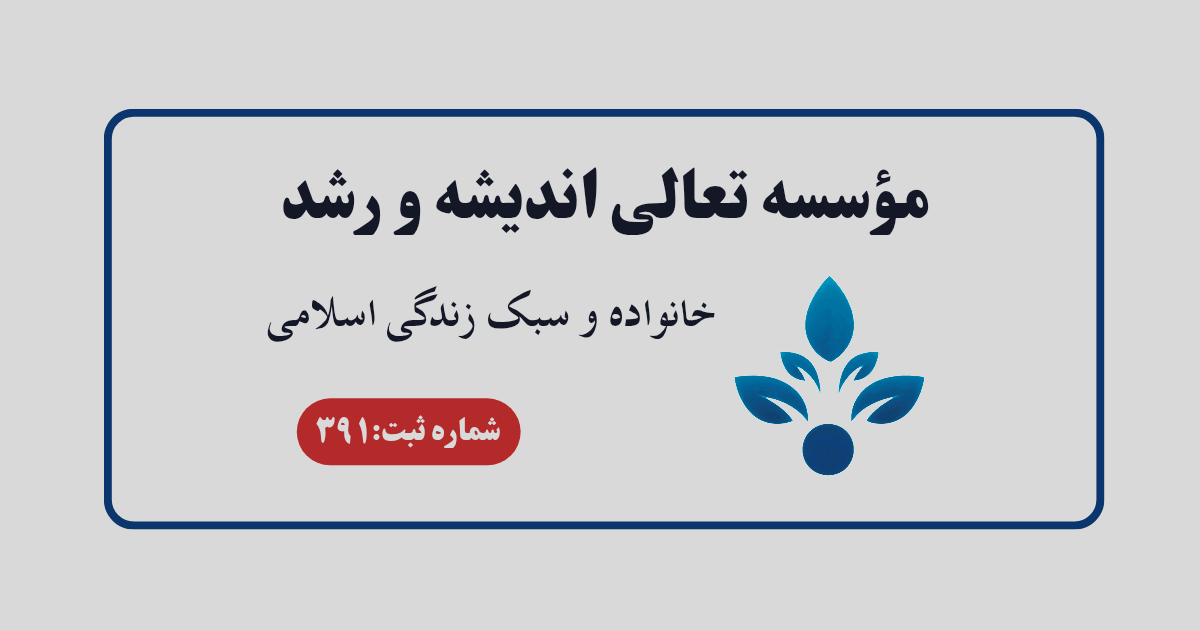 مؤسسه تعالی اندیشه و رشد
خانواده و سبک زندگی اسلامی
شماره ثبت:۳۹۱